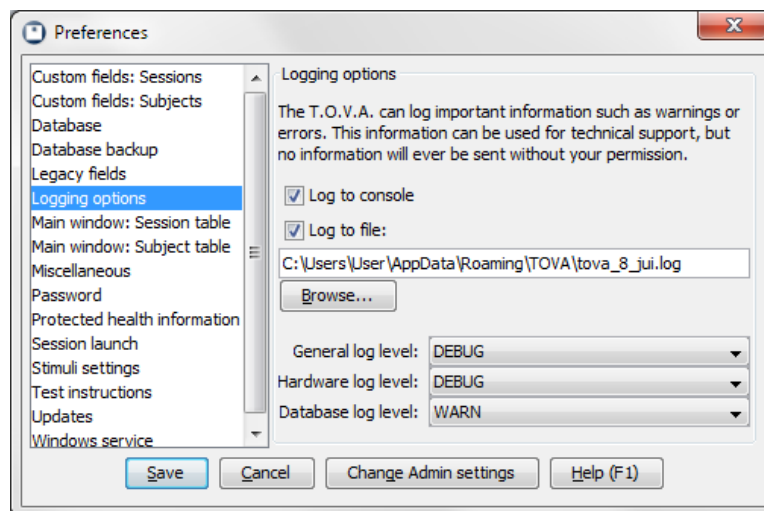 Preferences
Custom fields: Sessions
Custom fields: Subjects
Database
Database backup
Legacy fields
Logging options
Main window: Session table
Main window: Subject table
Miscellaneous
Password
Protected health information
Session launch
Stimuli settings
Test instructions
Updates
Windows service
Logging options
The T.O.V.A. can log important information such as warnings or
errors. This information can be used for technical support, but
no information will ever be sent without your permission.
Log to console
Log to file:
C:\Users\User\AppData\Roaming\TOVA\tova_8_jui.log
Browse...
General log level: DEBUG
Hardware log level: DEBUG
Database log level: WARN
Save Cancel Change Admin settings Help (F1)